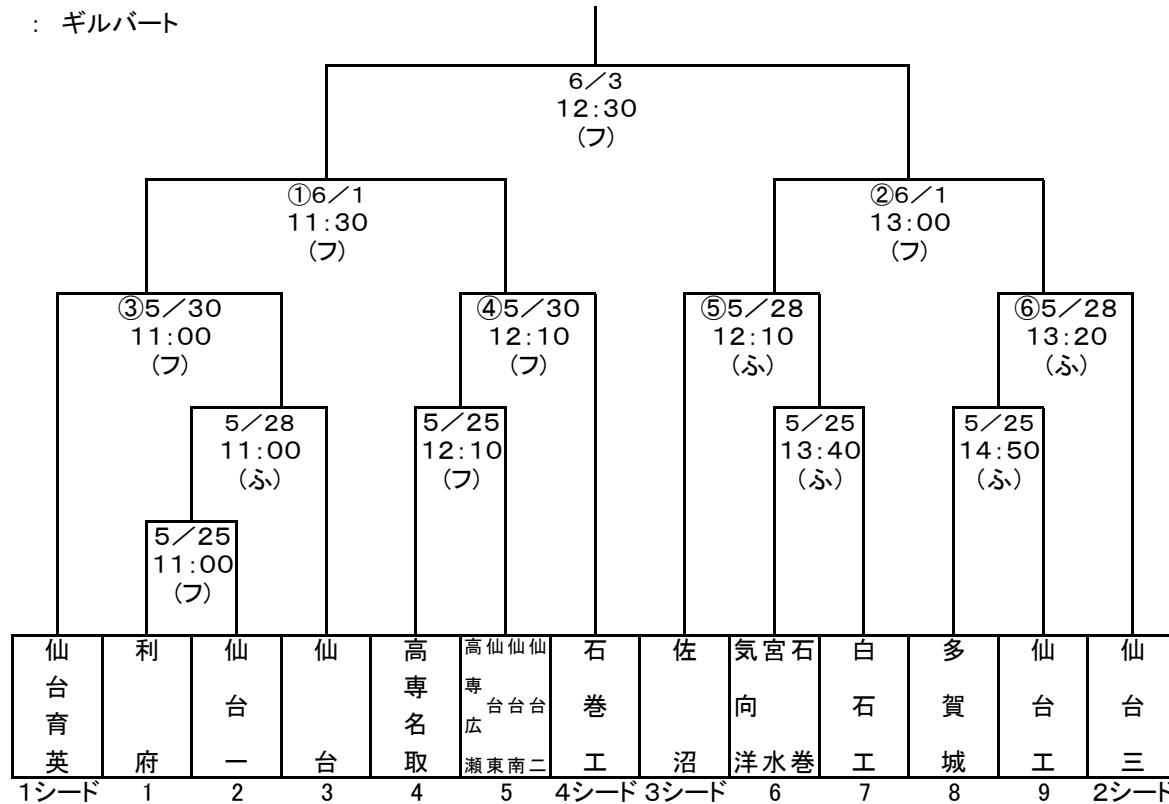 ： ギルバート
6／3
12：30
(フ)
①6／1
11：30
(フ)
②6／1
13：00
(フ)
③5／30
11：00
(フ)
④5／30
12：10
(フ)
⑤5／28
12：10
(ふ)
⑥5／28
13：20
(ふ)
5／28
11：00
(ふ)
5／25
12：10
(フ)
5／25
13：40
(ふ)
5／25
14：50
(ふ)
5／25
11：00
(フ)
仙台育英
利府
仙台一
仙台
高専名取
高専広瀬
仙台東
仙台南
仙台二
石巻工
佐沼
気向洋
宮水
石巻
白石工
多賀城
仙台工
仙台三
1シード 1 2 3 4 5 4シード 3シード 6 7 8 9 2シード